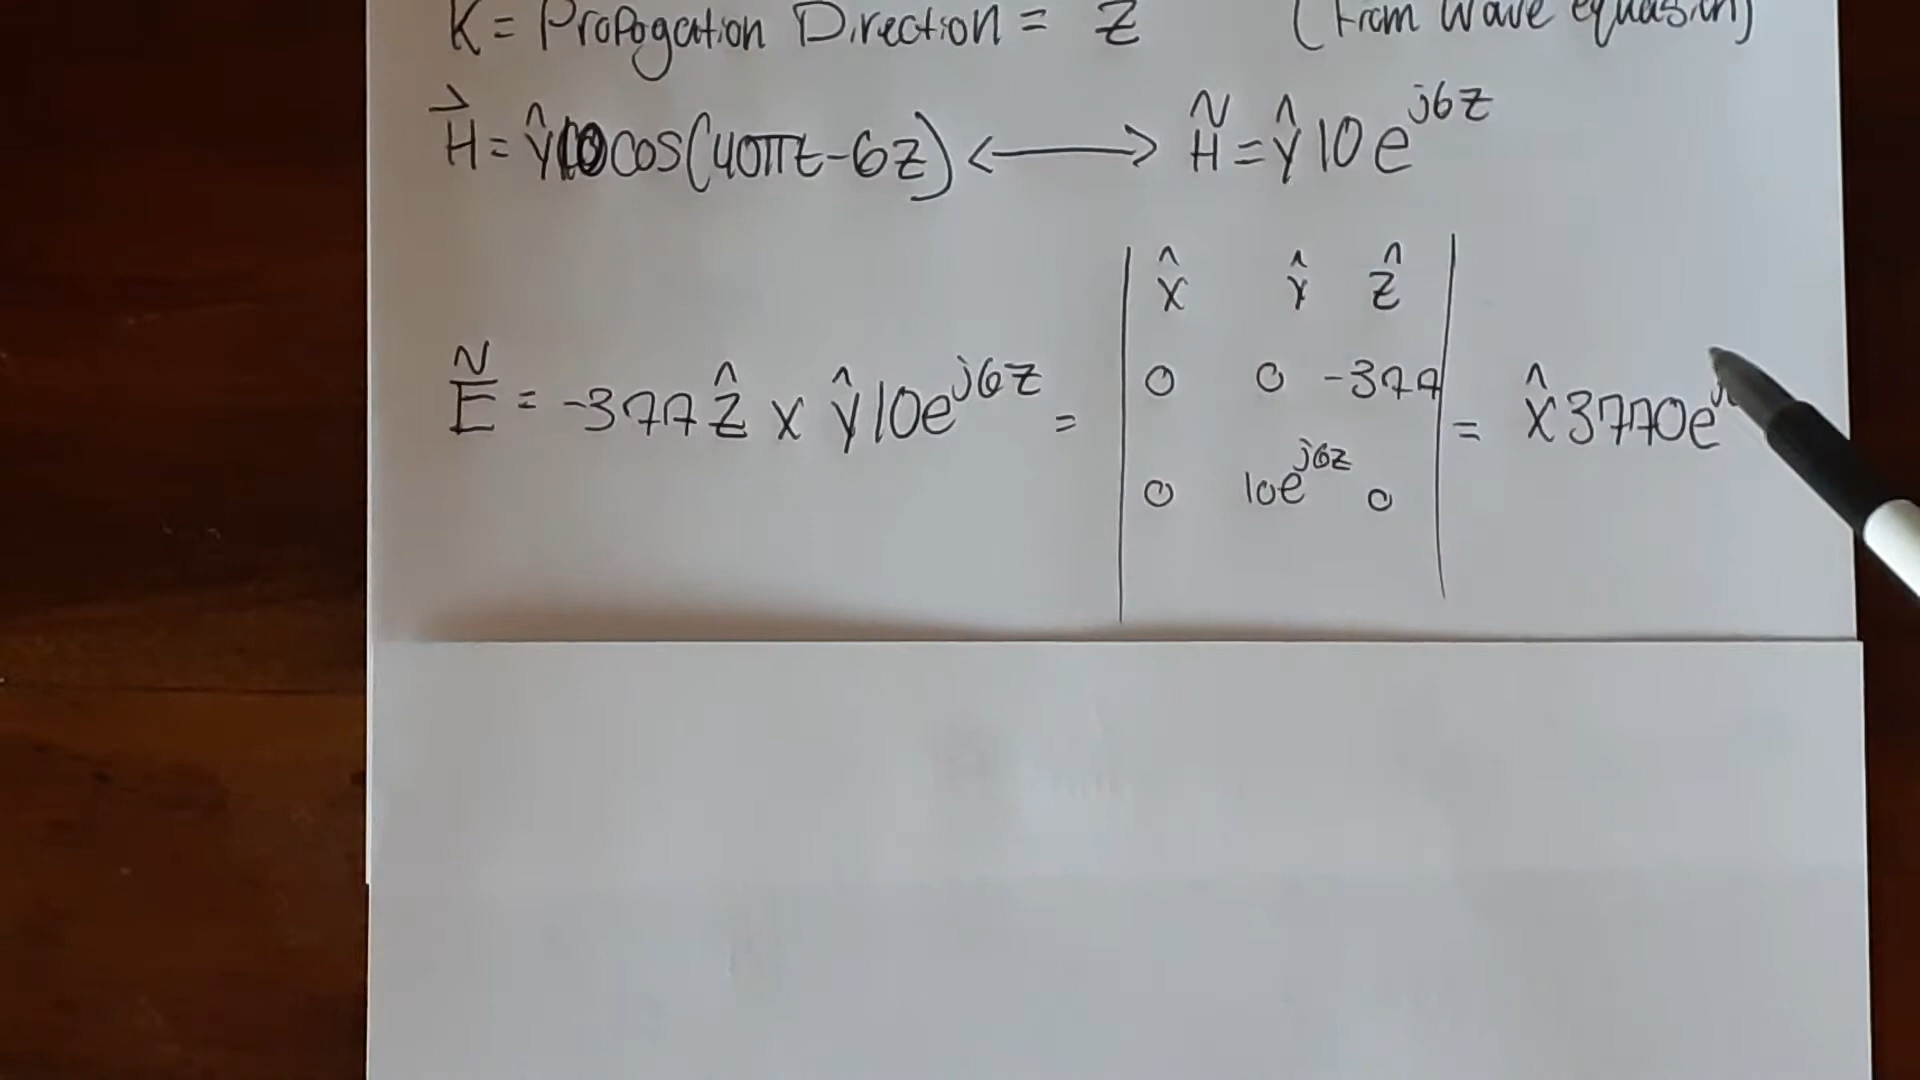 K = Propogation Direction = Z (From Wave equasion)
H⃗ = ŷ10cos(40πt-6z) <--> H̃ = ŷ10e^j6z
x̂ ŷ ẑ
Ẽ = -377ẑ x ŷ10e^j6z = 0 0 -377 = x̂3770e^j
0 10e^j6z 0